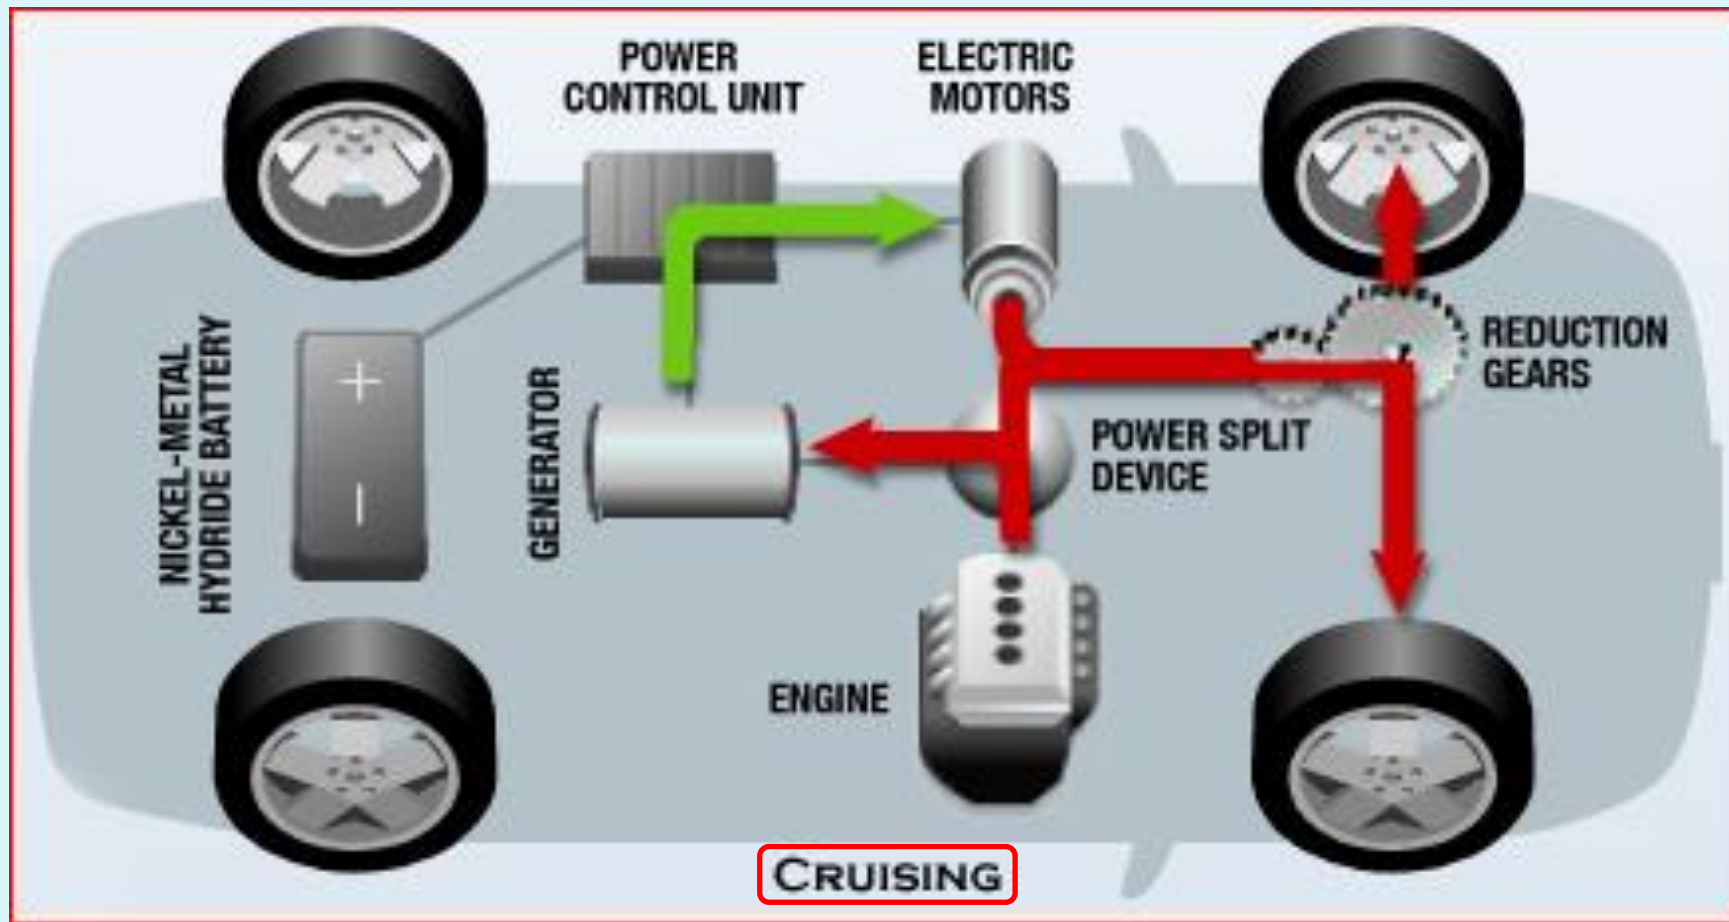 POWER
CONTROL UNIT
ELECTRIC
MOTORS
NICKEL-METAL
HYDRIDE BATTERY
GENERATOR
REDUCTION
GEARS
POWER SPLIT
DEVICE
ENGINE
CRUISING